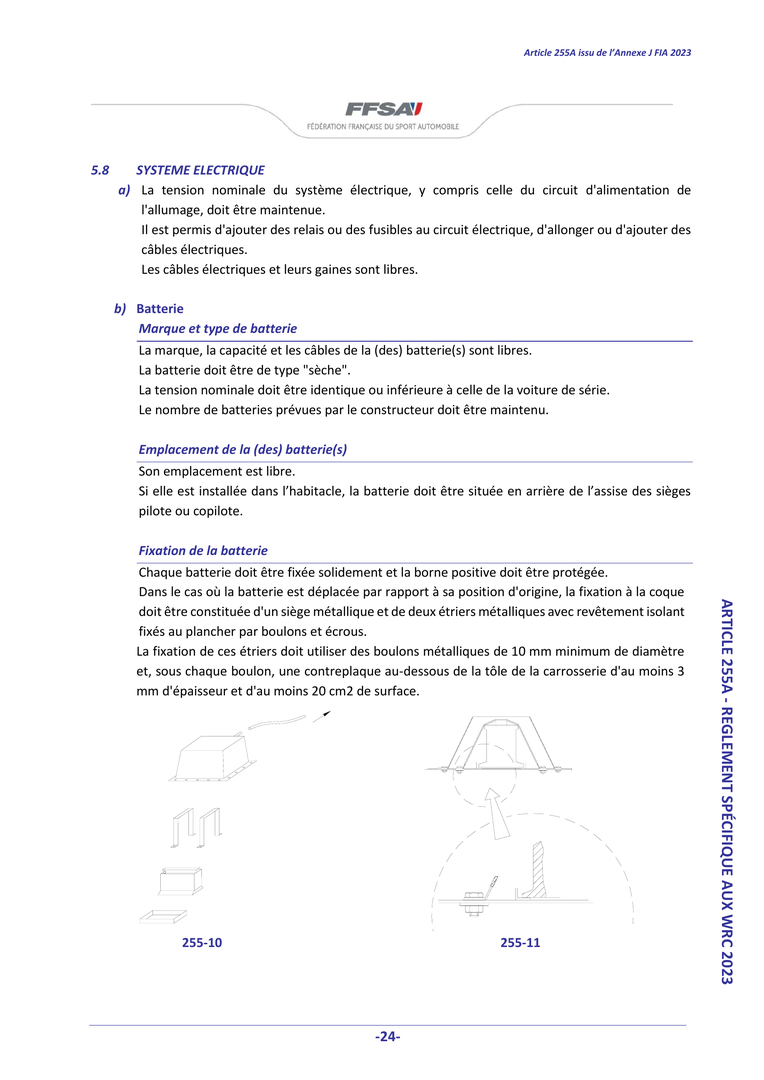 Article 255A issu de l'Annexe J FIA 2023
FFSA
FÉDÉRATION FRANÇAISE DU SPORT AUTOMOBILE
5.8 SYSTEME ELECTRIQUE
a) La tension nominale du système électrique, y compris celle du circuit d'alimentation de
l'allumage, doit être maintenue.
Il est permis d'ajouter des relais ou des fusibles au circuit électrique, d'allonger ou d'ajouter des
câbles électriques.
Les câbles électriques et leurs gaines sont libres.
b) Batterie
Marque et type de batterie
La marque, la capacité et les câbles de la (des) batterie(s) sont libres.
La batterie doit être de type "sèche".
La tension nominale doit être identique ou inférieure à celle de la voiture de série.
Le nombre de batteries prévues par le constructeur doit être maintenu.
Emplacement de la (des) batterie(s)
Son emplacement est libre.
Si elle est installée dans l’habitacle, la batterie doit être située en arrière de l’assise des sièges
pilote ou copilote.
Fixation de la batterie
Chaque batterie doit être fixée solidement et la borne positive doit être protégée.
Dans le cas où la batterie est déplacée par rapport à sa position d'origine, la fixation à la coque
doit être constituée d'un siège métallique et de deux étriers métalliques avec revêtement isolant
fixés au plancher par boulons et écrous.
La fixation de ces étriers doit utiliser des boulons métalliques de 10 mm minimum de diamètre
et, sous chaque boulon, une contreplaque au-dessous de la tôle de la carrosserie d'au moins 3
mm d'épaisseur et d'au moins 20 cm2 de surface.
255-10
255-11
ARTICLE 255A - REGLEMENT SPÉCIFIQUE AUX WRC 2023
-24-